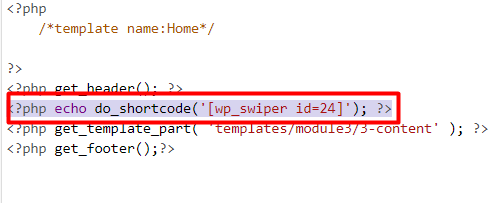 <?php
/*template name:Home*/
?>
<?php get_header(); ?>
<?php echo do_shortcode('[wp_swiper id=24]'); ?>
<?php get_template_part( 'templates/module3/3-content' ); ?>
<?php get_footer();?>